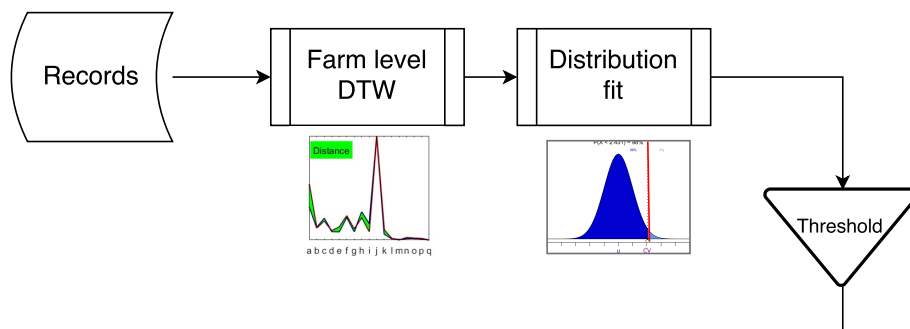 Records
Farm level
DTW
Distribution
fit
Distance
a b c d e f g h i j k l m n o p q
μ
CV
Threshold